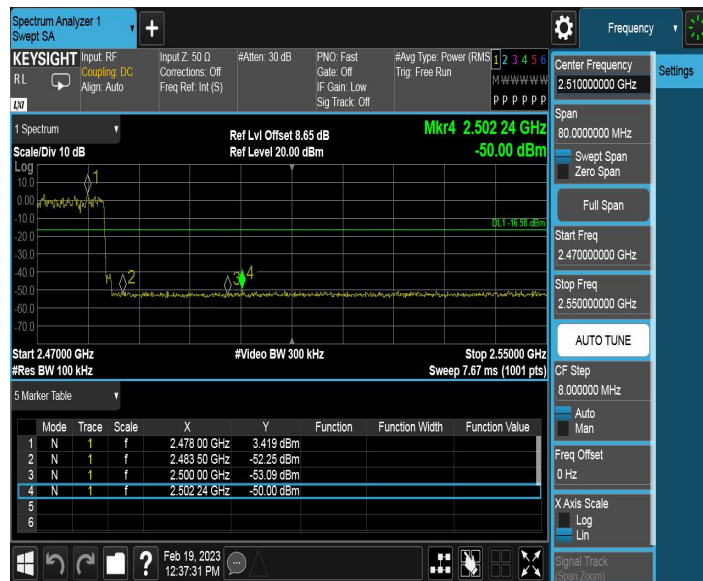 Spectrum Analyzer 1
Swept SA
Frequency
KEYSIGHT
RL
LXI
Input: RF
Coupling: DC
Align: Auto
Input Z: 50 Ω
Corrections: Off
Freq Ref: Int (S)
#Atten: 30 dB
PNO: Fast
Gate: Off
IF Gain: Low
Sig Track: Off
#Avg Type: Power (RMS
Trig: Free Run
1 2 3 4 5 6
M W W W W W
P P P P P P
1 Spectrum
Scale/Div 10 dB
Ref Lvl Offset 8.65 dB
Ref Level 20.00 dBm
Mkr4 2.502 24 GHz
-50.00 dBm
Log
10.0
0.00
-10.0
-20.0
-30.0
-40.0
-50.0
-60.0
-70.0
1
2
3
4
DL1 -16.58 dBm
Start 2.47000 GHz
#Res BW 100 kHz
#Video BW 300 kHz
Stop 2.55000 GHz
Sweep 7.67 ms (1001 pts)
5 Marker Table
Mode Trace Scale X Y Function Function Width Function Value
1 N 1 f 2.478 00 GHz 3.419 dBm
2 N 1 f 2.483 50 GHz -52.25 dBm
3 N 1 f 2.500 00 GHz -53.09 dBm
4 N 1 f 2.502 24 GHz -50.00 dBm
5
6
?
Feb 19, 2023
12:37:31 PM
Settings
Center Frequency
2.510000000 GHz
Span
80.0000000 MHz
Swept Span
Zero Span
Full Span
Start Freq
2.470000000 GHz
Stop Freq
2.550000000 GHz
AUTO TUNE
CF Step
8.000000 MHz
Auto
Man
Freq Offset
0 Hz
X Axis Scale
Log
Lin
Signal Track
(Span Zoom)